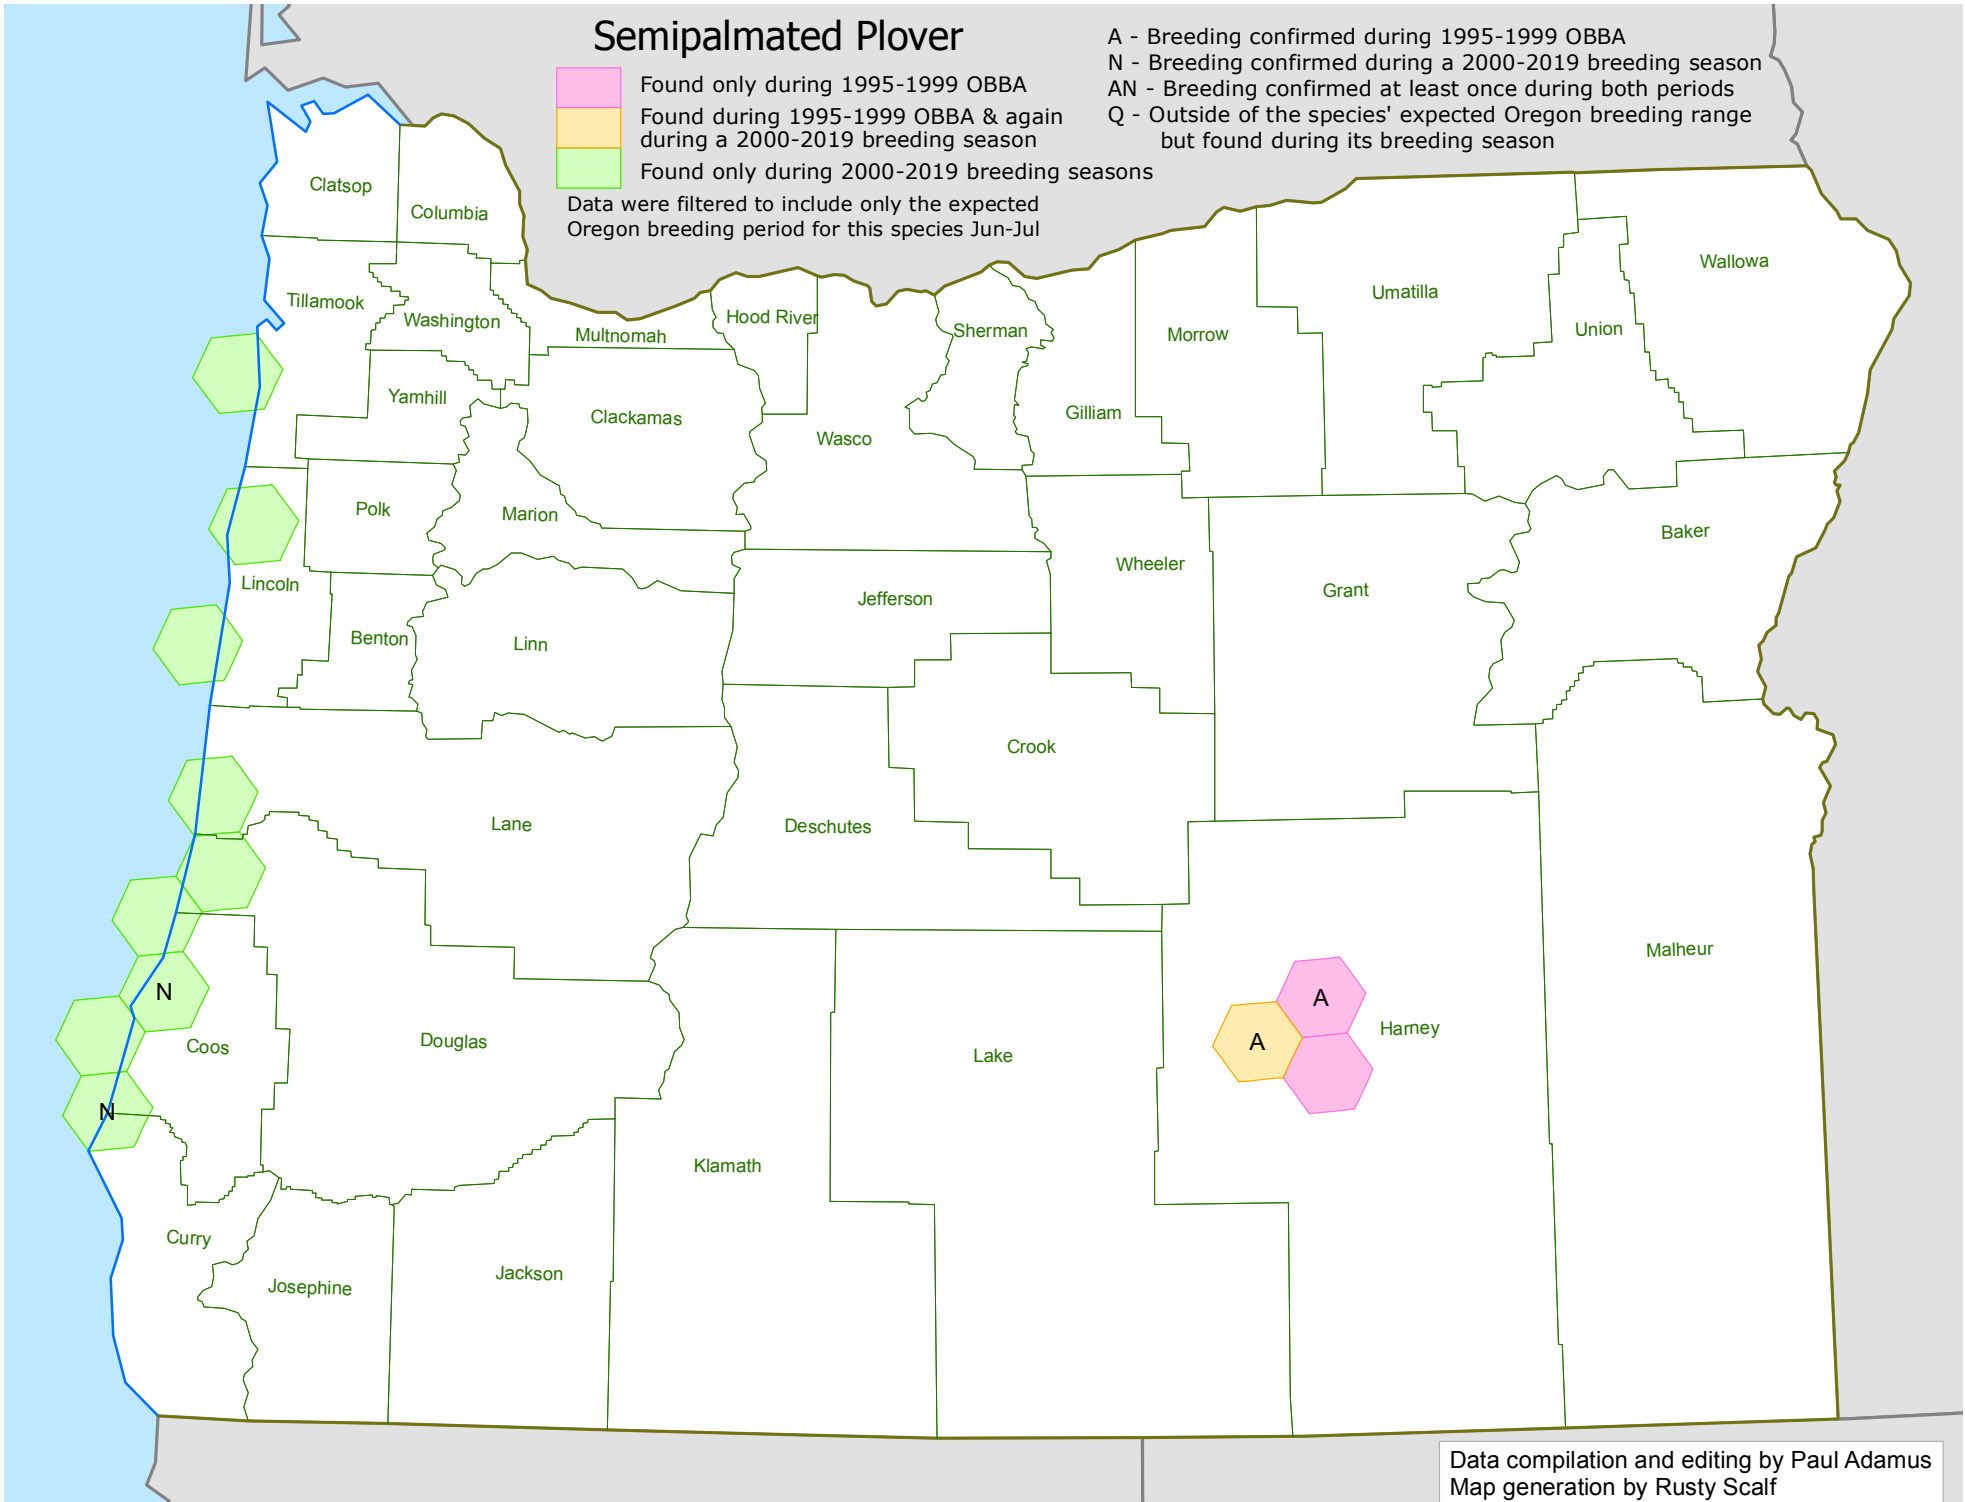 Semipalmated Plover
Found only during 1995-1999 OBBA
Found during 1995-1999 OBBA & again
during a 2000-2019 breeding season
Found only during 2000-2019 breeding seasons
Data were filtered to include only the expected
Oregon breeding period for this species Jun-Jul
A - Breeding confirmed during 1995-1999 OBBA
N - Breeding confirmed during a 2000-2019 breeding season
AN - Breeding confirmed at least once during both periods
Q - Outside of the species' expected Oregon breeding range
but found during its breeding season
Clatsop
Columbia
Tillamook
Washington
Multnomah
Hood River
Sherman
Morrow
Umatilla
Union
Wallowa
Yamhill
Clackamas
Wasco
Gilliam
Polk
Marion
Wheeler
Baker
Lincoln
Jefferson
Grant
Benton
Linn
Crook
Lane
Deschutes
Malheur
N
A
Harney
Coos
Douglas
Lake
A
N
Klamath
Curry
Josephine
Jackson
Data compilation and editing by Paul Adamus
Map generation by Rusty Scalf